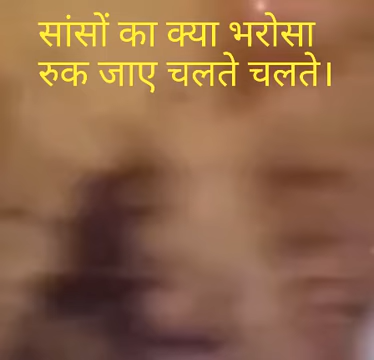 सांसों का क्या भरोसा
रुक जाए चलते चलते।